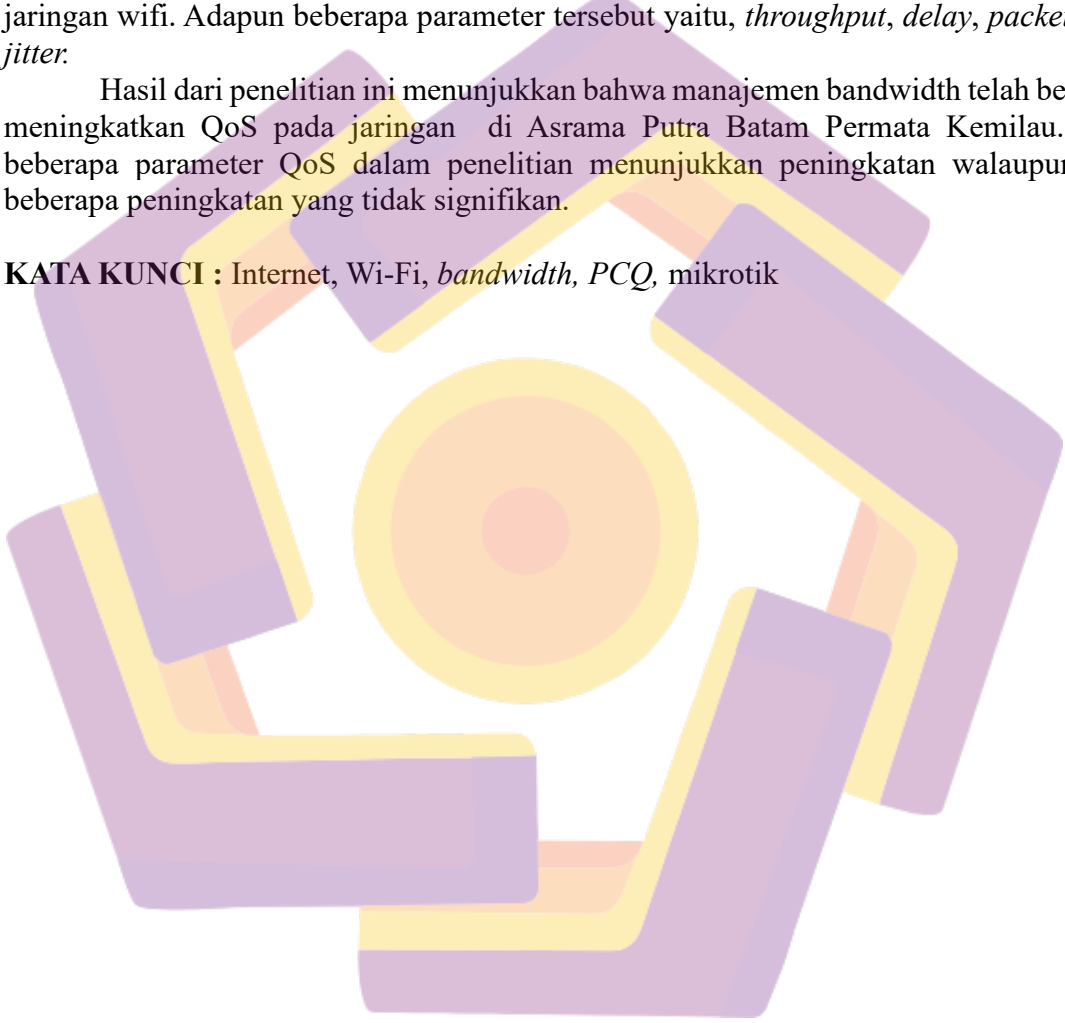 jaringan wifi. Adapun beberapa parameter tersebut yaitu, throughput, delay,
jitter.
Hasil dari penelitian ini menunjukkan bahwa manajemen bandwidth telah
meningkatkan QoS pada jaringan di Asrama Putra Batam Permata Kemilau.
beberapa parameter QoS dalam penelitian menunjukkan peningkatan
beberapa peningkatan yang tidak signifikan.
KATA KUNCI : Internet, Wi-Fi, bandwidth, PCQ, mikrotik